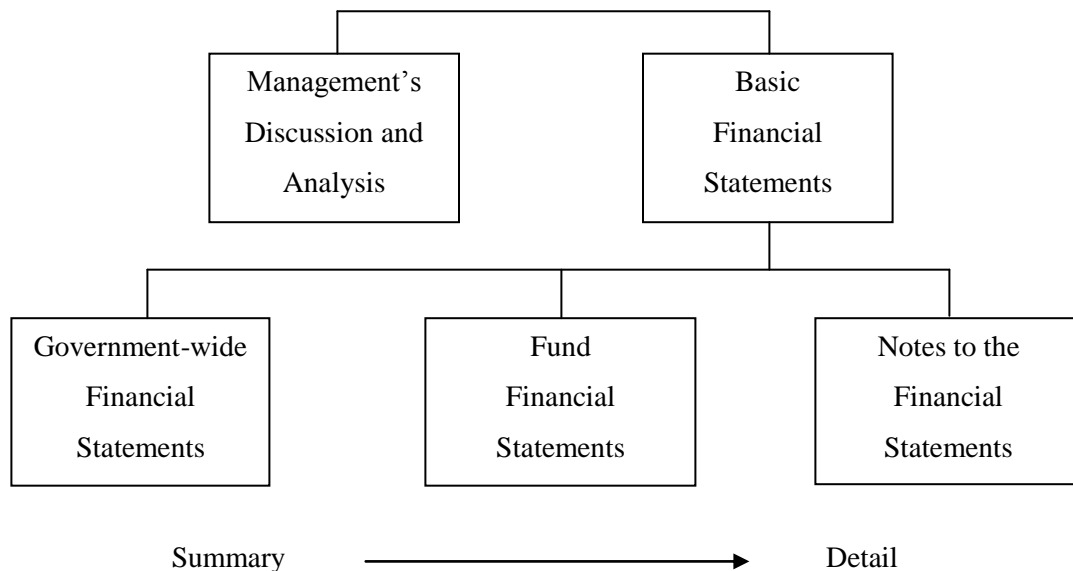 Management’s
Discussion and
Analysis
Basic
Financial
Statements
Government-wide
Financial
Statements
Fund
Financial
Statements
Notes to the
Financial
Statements
Summary
Detail